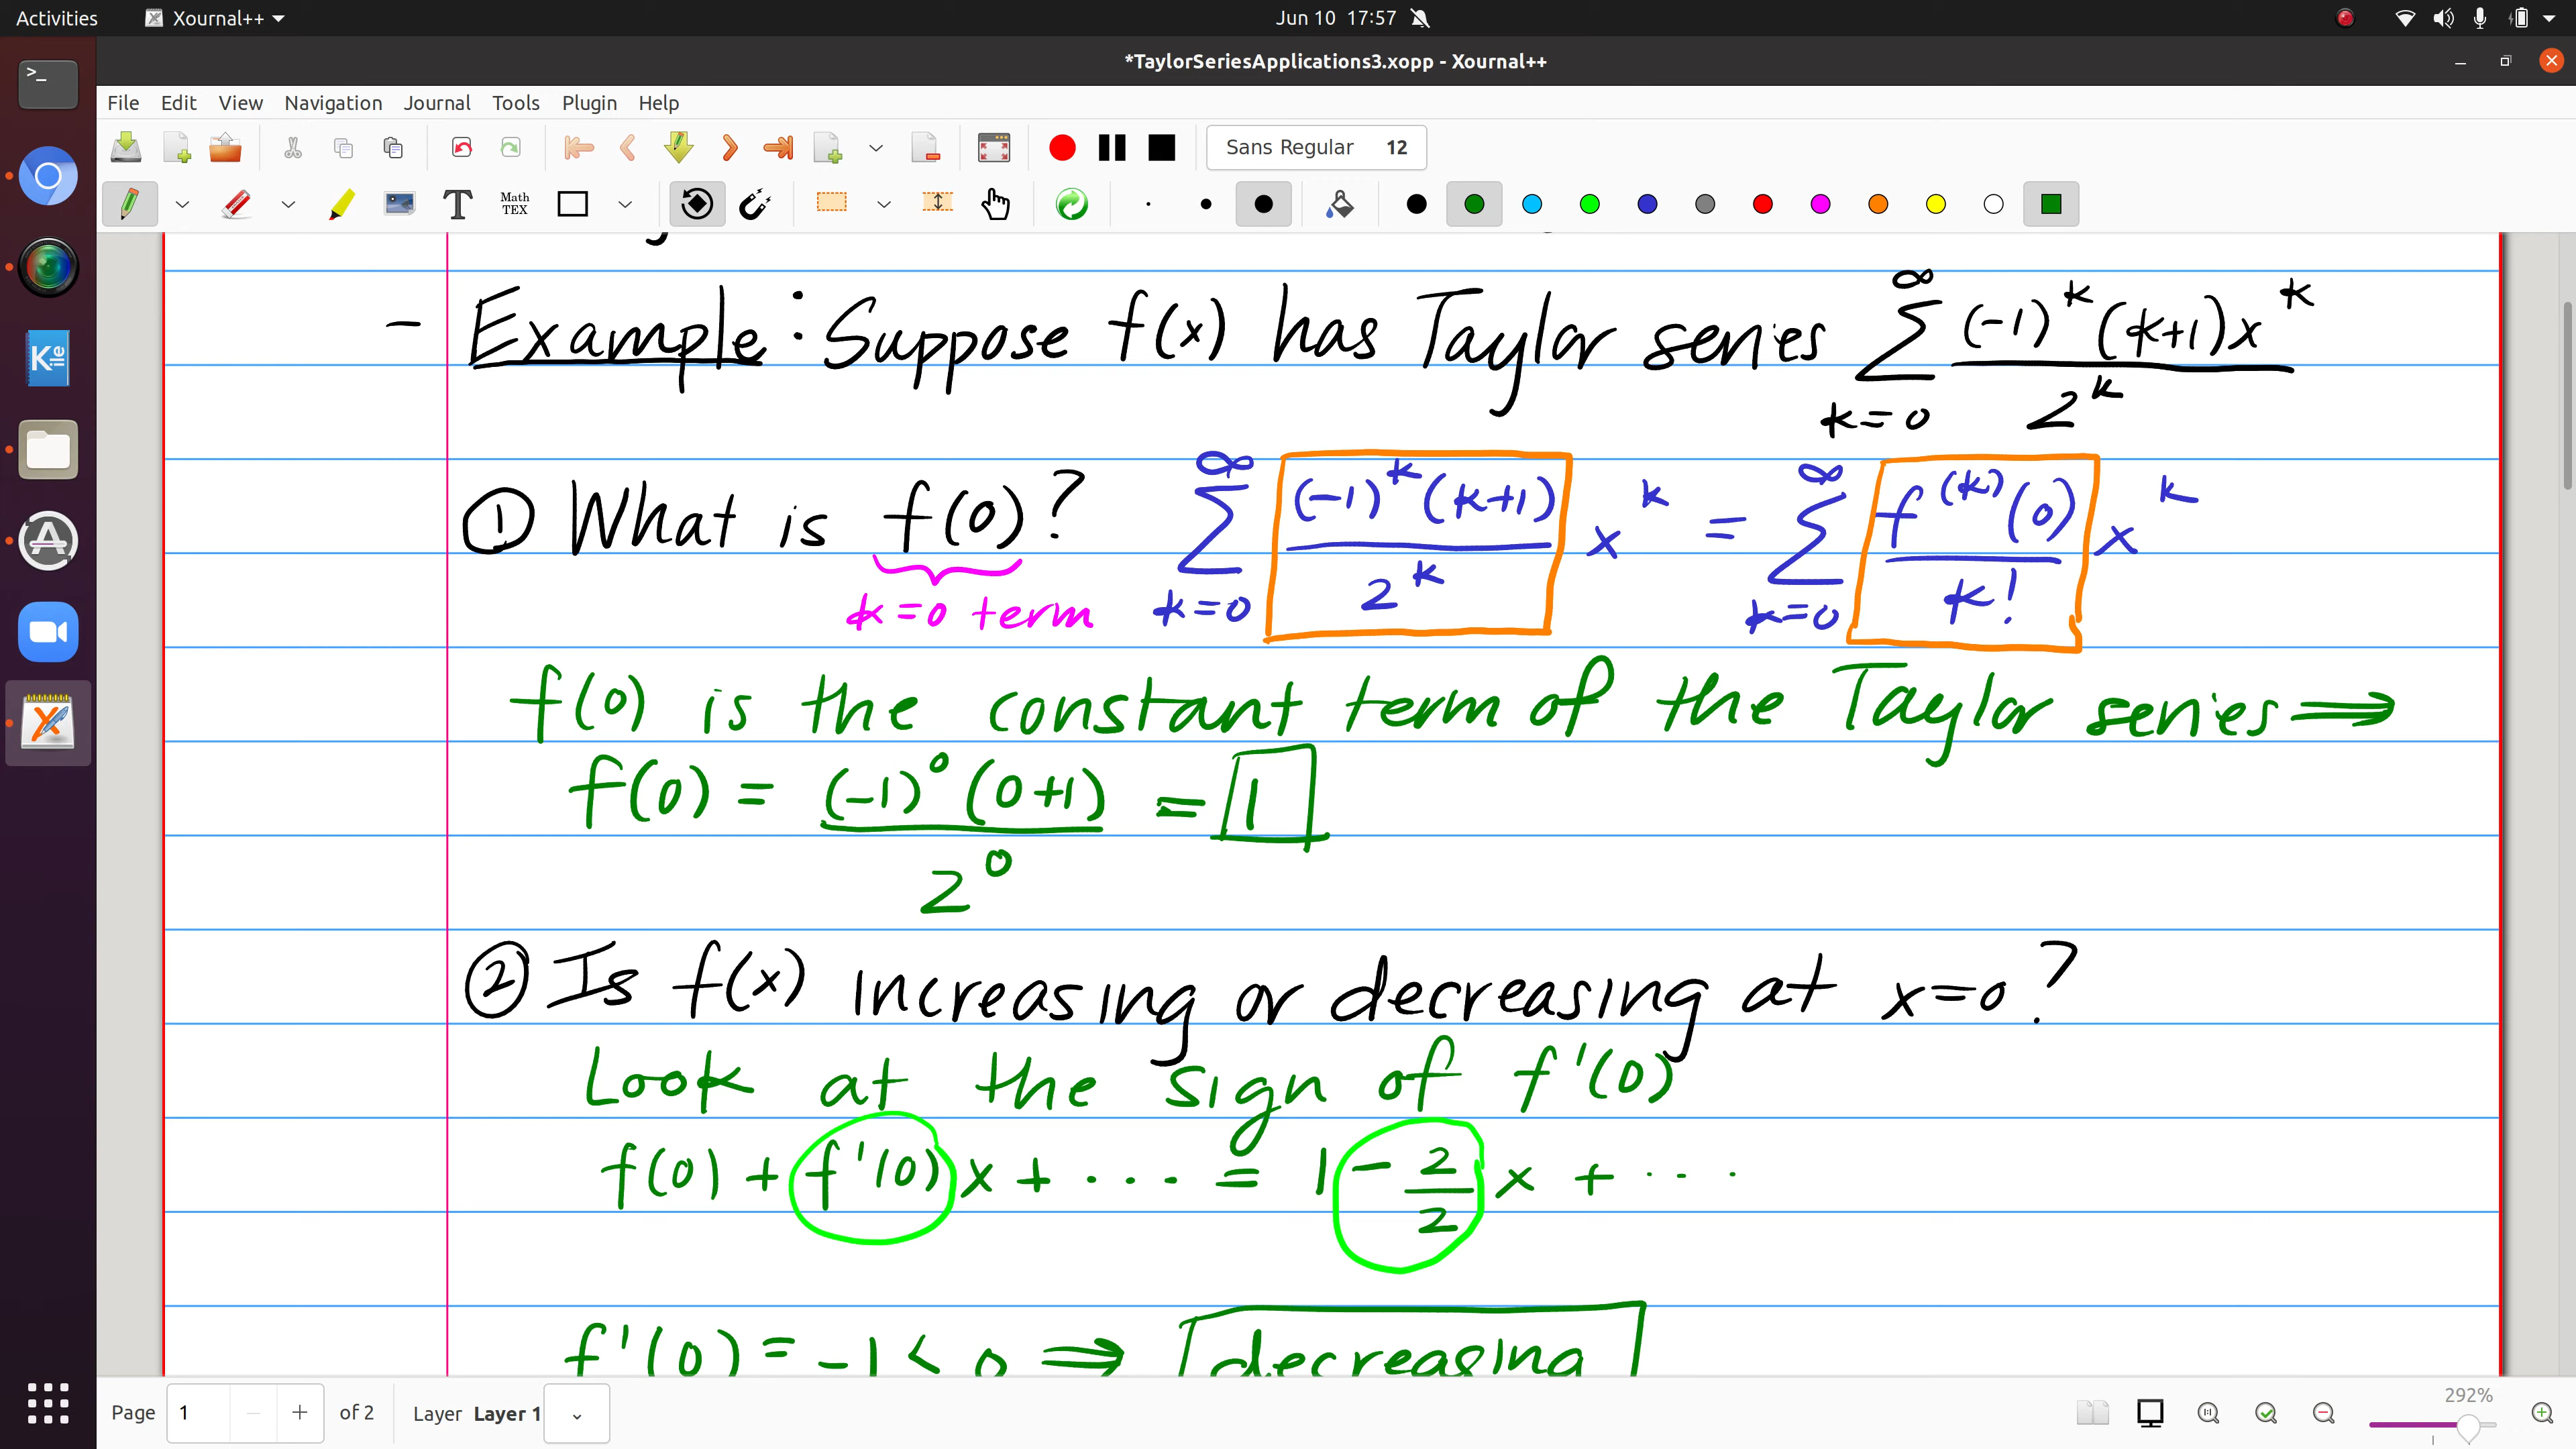 Activities Xournal++ Jun 10 17:57
*TaylorSeriesApplications3.xopp - Xournal++
File Edit View Navigation Journal Tools Plugin Help
Sans Regular 12
Math TEX
- Example: Suppose f(x) has Taylor series ∑_{k=0}^{∞} (-1)^k (k+1)x^k / 2^k
① What is f(0)? ∑_{k=0}^{∞} (-1)^k (k+1) / 2^k x^k = ∑_{k=0}^{∞} f^{(k)}(0) / k! x^k
k=0 term
f(0) is the constant term of the Taylor series ⟹
f(0) = (-1)^0 (0+1) / 2^0 = 1
② Is f(x) increasing or decreasing at x=0?
Look at the sign of f'(0)
f(0) + f'(0)x + ... = 1 - 2/2 x + ...
f'(0) = -1 < 0 ⟹ decreasing
Page 1 of 2 Layer Layer 1 292%